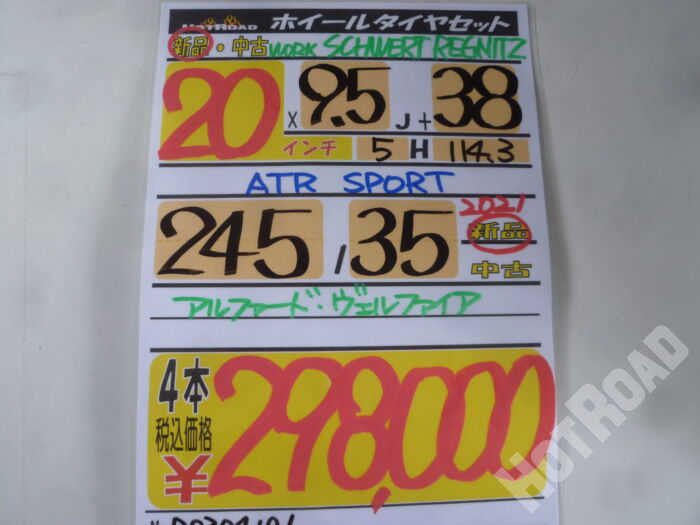 HOTROAD ホイールタイヤセット
新品・中古 WORK SCHWERT REGNITZ
20 インチ × 9.5 J + 38
5 H 114.3
ATR SPORT
245 / 35 2021 新品 中古
アルファード・ヴェルファイア
4本 税込価格 ¥298,000
HOTROAD